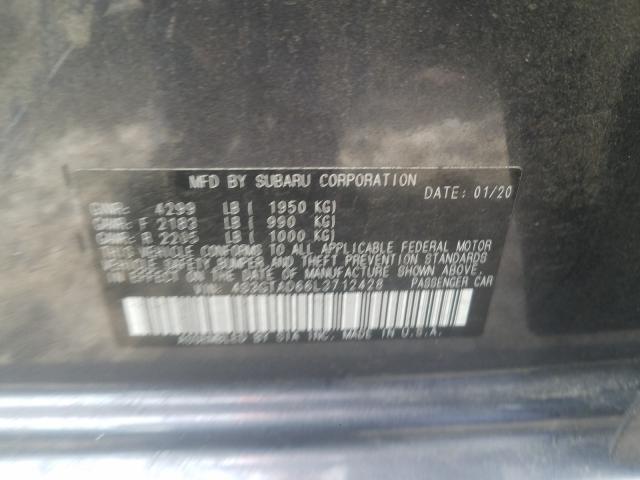 MFD BY SUBARU CORPORATION
DATE: 01/20
GVWR: 4299 LB ( 1950 KG)
GAWR: F 2183 LB ( 990 KG)
GAWR: R 2205 LB ( 1000 KG)
THIS VEHICLE CONFORMS TO ALL APPLICABLE FEDERAL MOTOR
VEHICLE SAFETY BUMPER AND THEFT PREVENTION STANDARDS
IN EFFECT ON THE DATE OF MANUFACTURE SHOWN ABOVE.
VIN: 4S3GTAD66L3712428 PASSENGER CAR
ASSEMBLED BY SIA INC. MADE IN U.S.A.